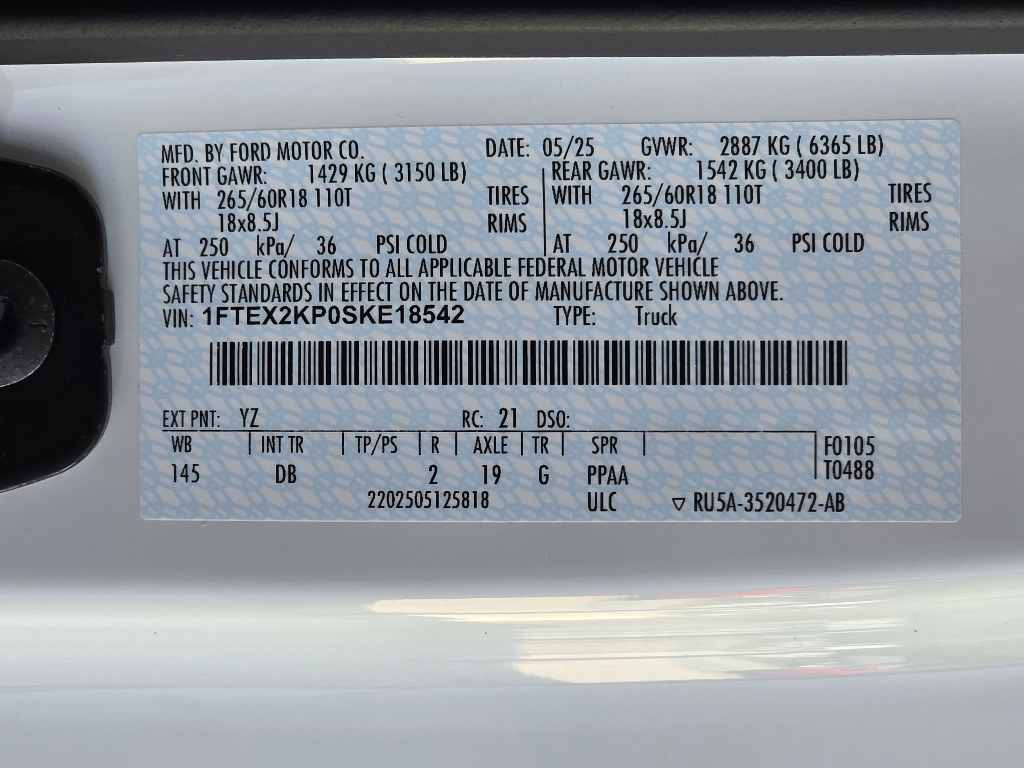 MFD. BY FORD MOTOR CO. DATE: 05/25 GVWR: 2887 KG ( 6365 LB)
FRONT GAWR: 1429 KG ( 3150 LB) REAR GAWR: 1542 KG ( 3400 LB)
WITH 265/60R18 110T TIRES WITH 265/60R18 110T TIRES
18x8.5J RIMS 18x8.5J RIMS
AT 250 kPa/ 36 PSI COLD AT 250 kPa/ 36 PSI COLD
THIS VEHICLE CONFORMS TO ALL APPLICABLE FEDERAL MOTOR VEHICLE
SAFETY STANDARDS IN EFFECT ON THE DATE OF MANUFACTURE SHOWN ABOVE.
VIN: 1FTEX2KP0SKE18542 TYPE: Truck
EXT PNT: YZ RC: 21 DSO:
WB INT TR TP/PS R AXLE TR SPR F0105
145 DB 2 19 G PPAA T0488
2202505125818 ULC ▽ RU5A-3520472-AB